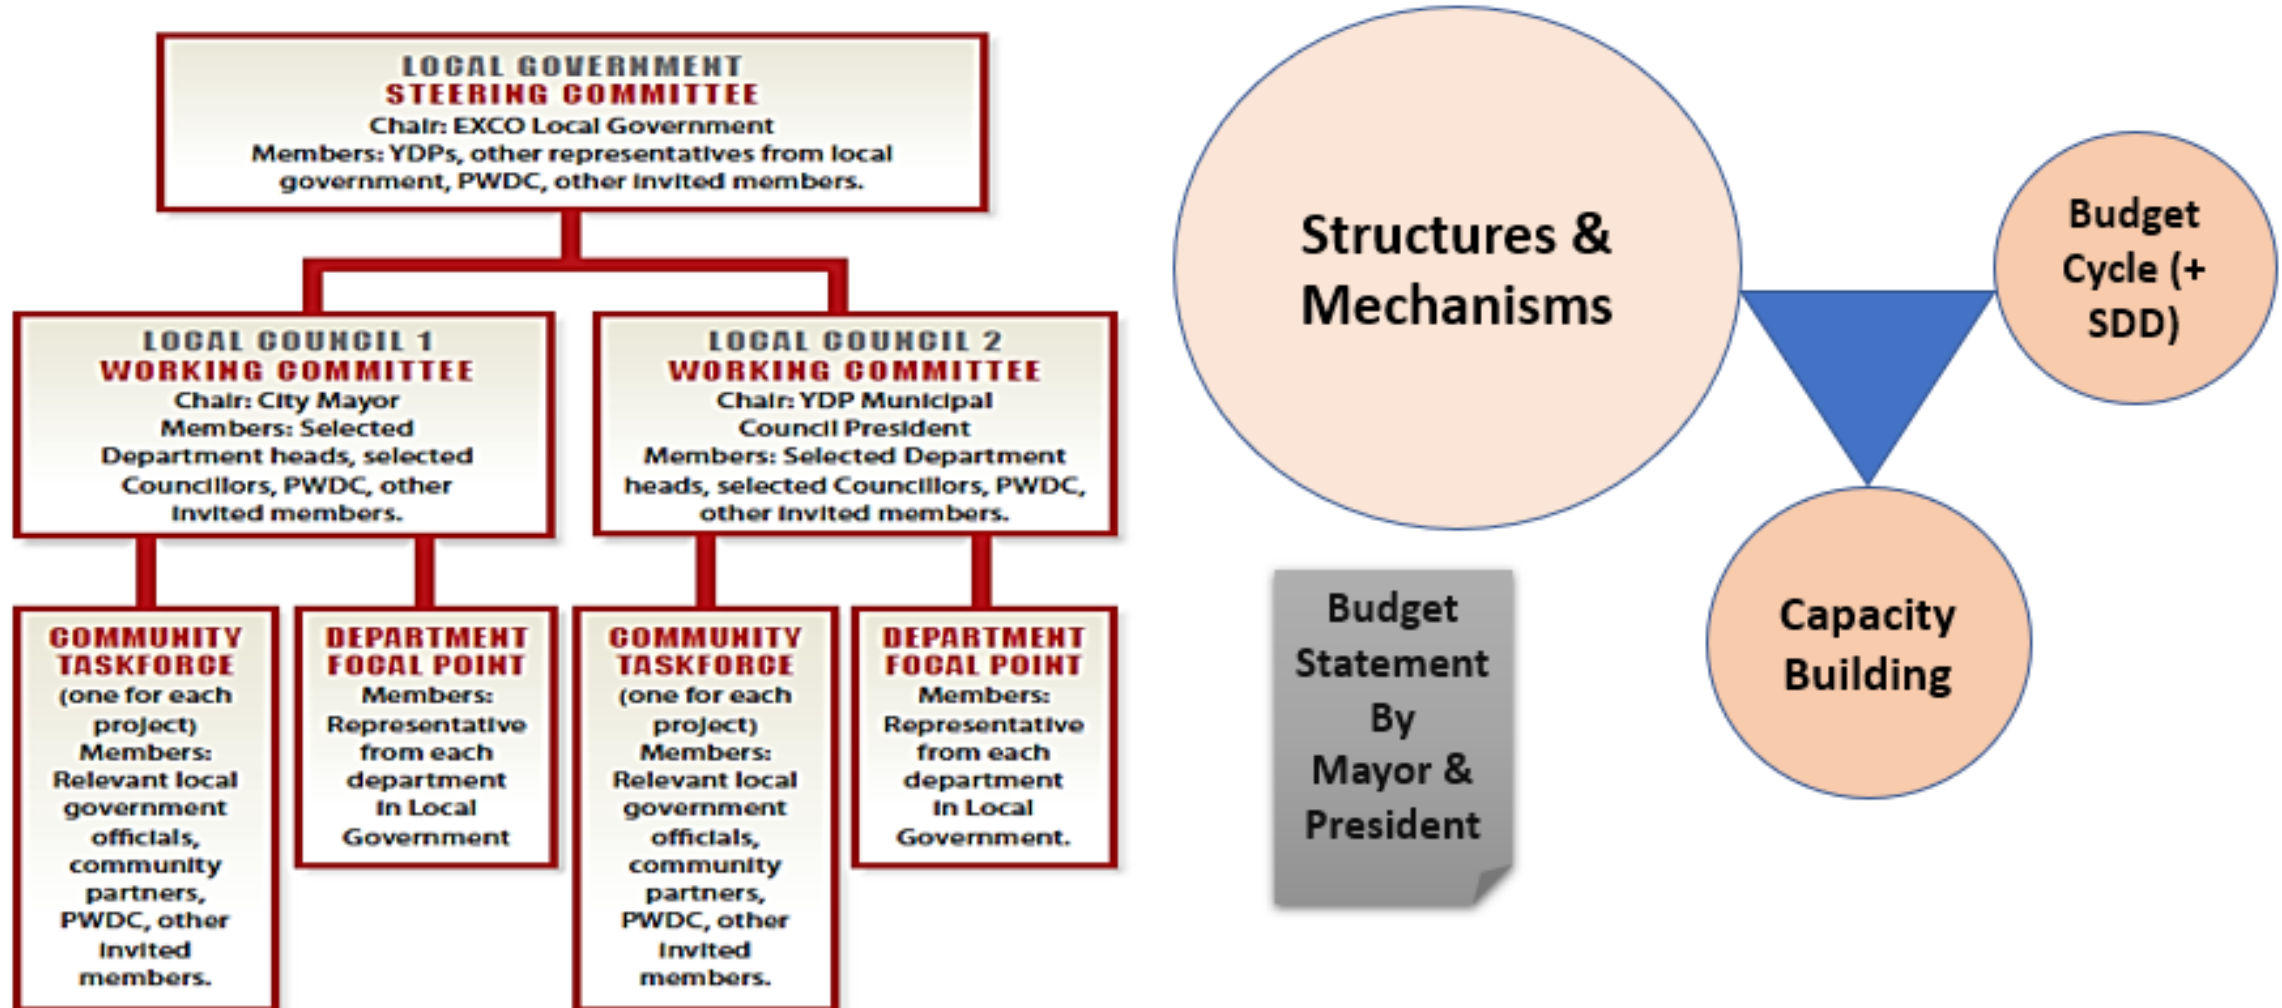 LOCAL GOVERNMENT
STEERING COMMITTEE
Chair: EXCO Local Government
Members: YDPs, other representatives from local
government, PWDC, other invited members.
LOCAL COUNCIL 1
WORKING COMMITTEE
Chair: City Mayor
Members: Selected
Department heads, selected
Councillors, PWDC, other
invited members.
LOCAL COUNCIL 2
WORKING COMMITTEE
Chair: YDP Municipal
Council President
Members: Selected Department
heads, selected Councillors, PWDC,
other invited members.
COMMUNITY
TASKFORCE
(one for each
project)
Members:
Relevant local
government
officials,
community
partners,
PWDC, other
invited
members.
DEPARTMENT
FOCAL POINT
Members:
Representative
from each
department
in Local
Government
COMMUNITY
TASKFORCE
(one for each
project)
Members:
Relevant local
government
officials,
community
partners,
PWDC, other
invited
members.
DEPARTMENT
FOCAL POINT
Members:
Representative
from each
department
in Local
Government.
Structures &
Mechanisms
Budget
Cycle (+
SDD)
Capacity
Building
Budget
Statement
By
Mayor &
President